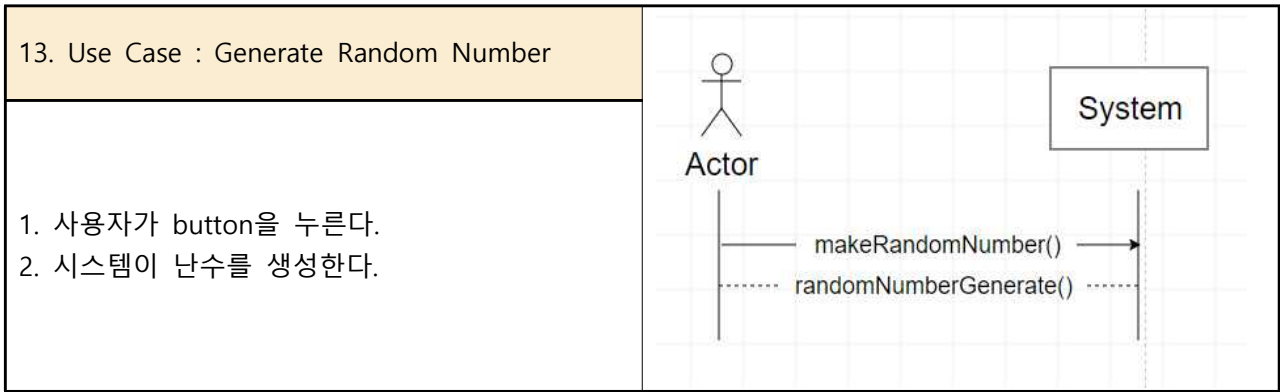 13. Use Case : Generate Random Number
1. 사용자가 button을 누른다.
2. 시스템이 난수를 생성한다.
Actor
System
makeRandomNumber()
randomNumberGenerate()